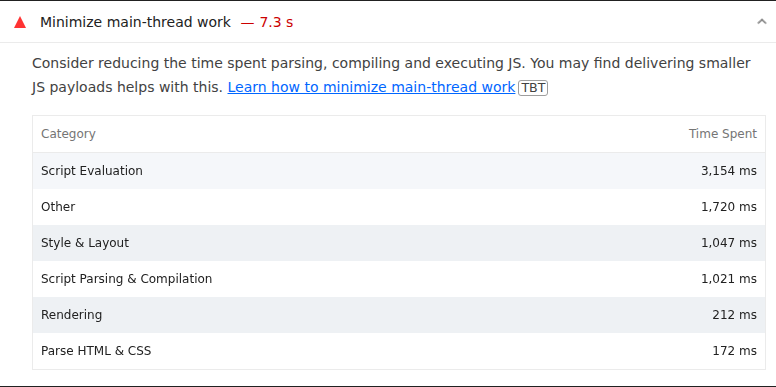 Minimize main-thread work — 7.3 s
Consider reducing the time spent parsing, compiling and executing JS. You may find delivering smaller
JS payloads helps with this. Learn how to minimize main-thread work TBT
Category Time Spent
Script Evaluation 3,154 ms
Other 1,720 ms
Style & Layout 1,047 ms
Script Parsing & Compilation 1,021 ms
Rendering 212 ms
Parse HTML & CSS 172 ms